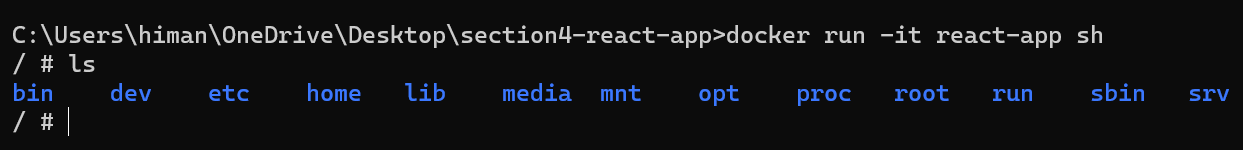 C:\Users\himan\OneDrive\Desktop\section4-react-app>docker run -it react-app sh
/ # ls
bin dev etc home lib media mnt opt proc root run sbin srv
/ #